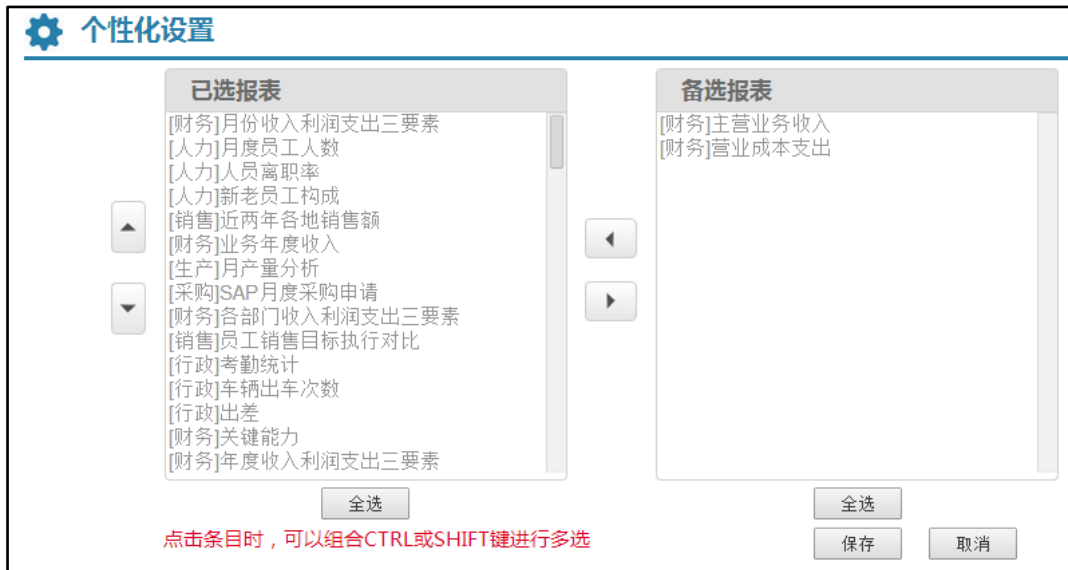 个性化设置
已选报表
[财务]月份收入利润支出三要素
[人力]月度员工人数
[人力]人员离职率
[人力]新老员工构成
[销售]近两年各地销售额
[财务]业务年度收入
[生产]月产量分析
[采购]SAP月度采购申请
[财务]各部门收入利润支出三要素
[销售]员工销售目标执行对比
[行政]考勤统计
[行政]车辆出车次数
[行政]出差
[财务]关键能力
[财务]年度收入利润支出三要素
全选
点击条目时，可以组合CTRL或SHIFT键进行多选
备选报表
[财务]主营业务收入
[财务]营业成本支出
全选
保存
取消